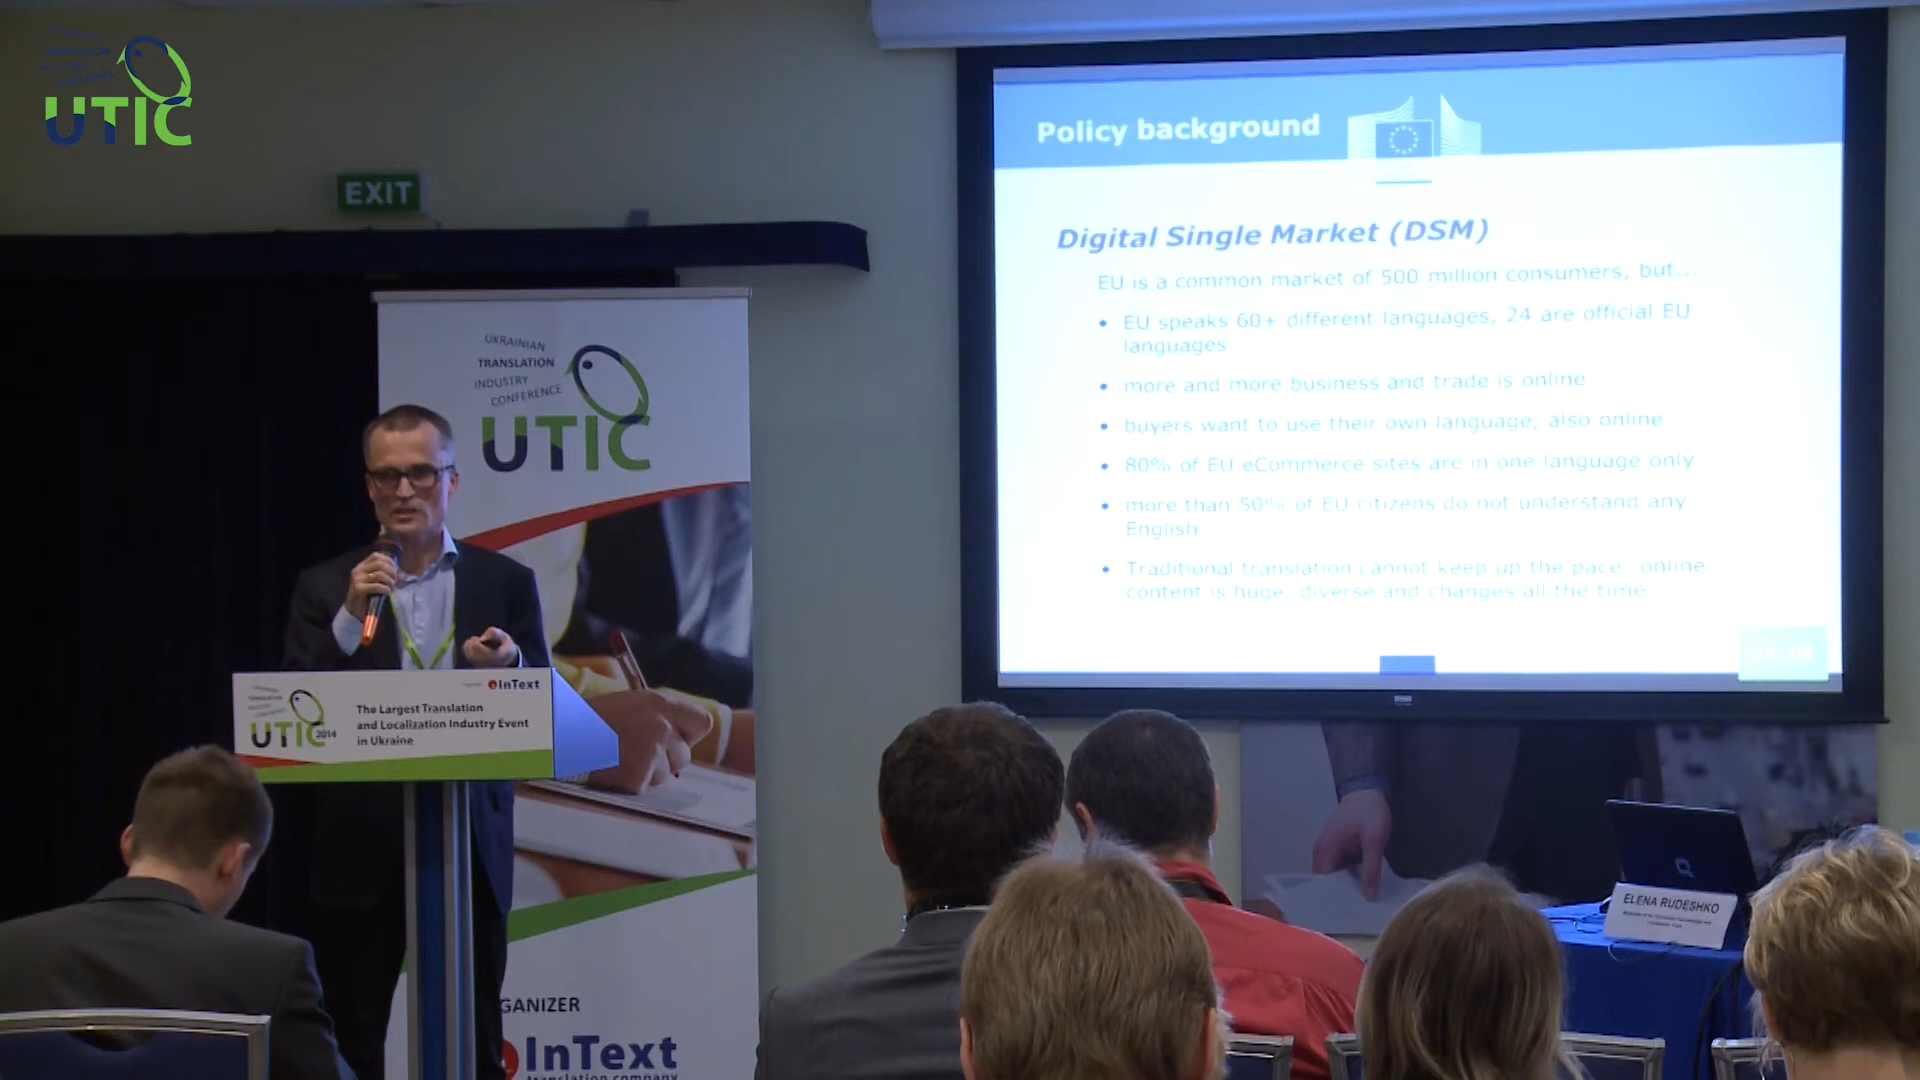 UTIC
EXIT
UKRAINIAN
TRANSLATION
INDUSTRY
CONFERENCE
UTIC
InText
UTIC 2014
The Largest Translation
and Localization Industry Event
in Ukraine
GANIZER
InText
translation company
Policy background
Digital Single Market (DSM)
EU is a common market of 500 million consumers, but...
• EU speaks 60+ different languages, 24 are official EU
languages
• more and more business and trade is online
• buyers want to use their own language, also online
• 80% of EU eCommerce sites are in one language only
• more than 50% of EU citizens do not understand any
English
• Traditional translation cannot keep up the pace online
content is huge, diverse and changes all the time
ELENA RUDESHKO